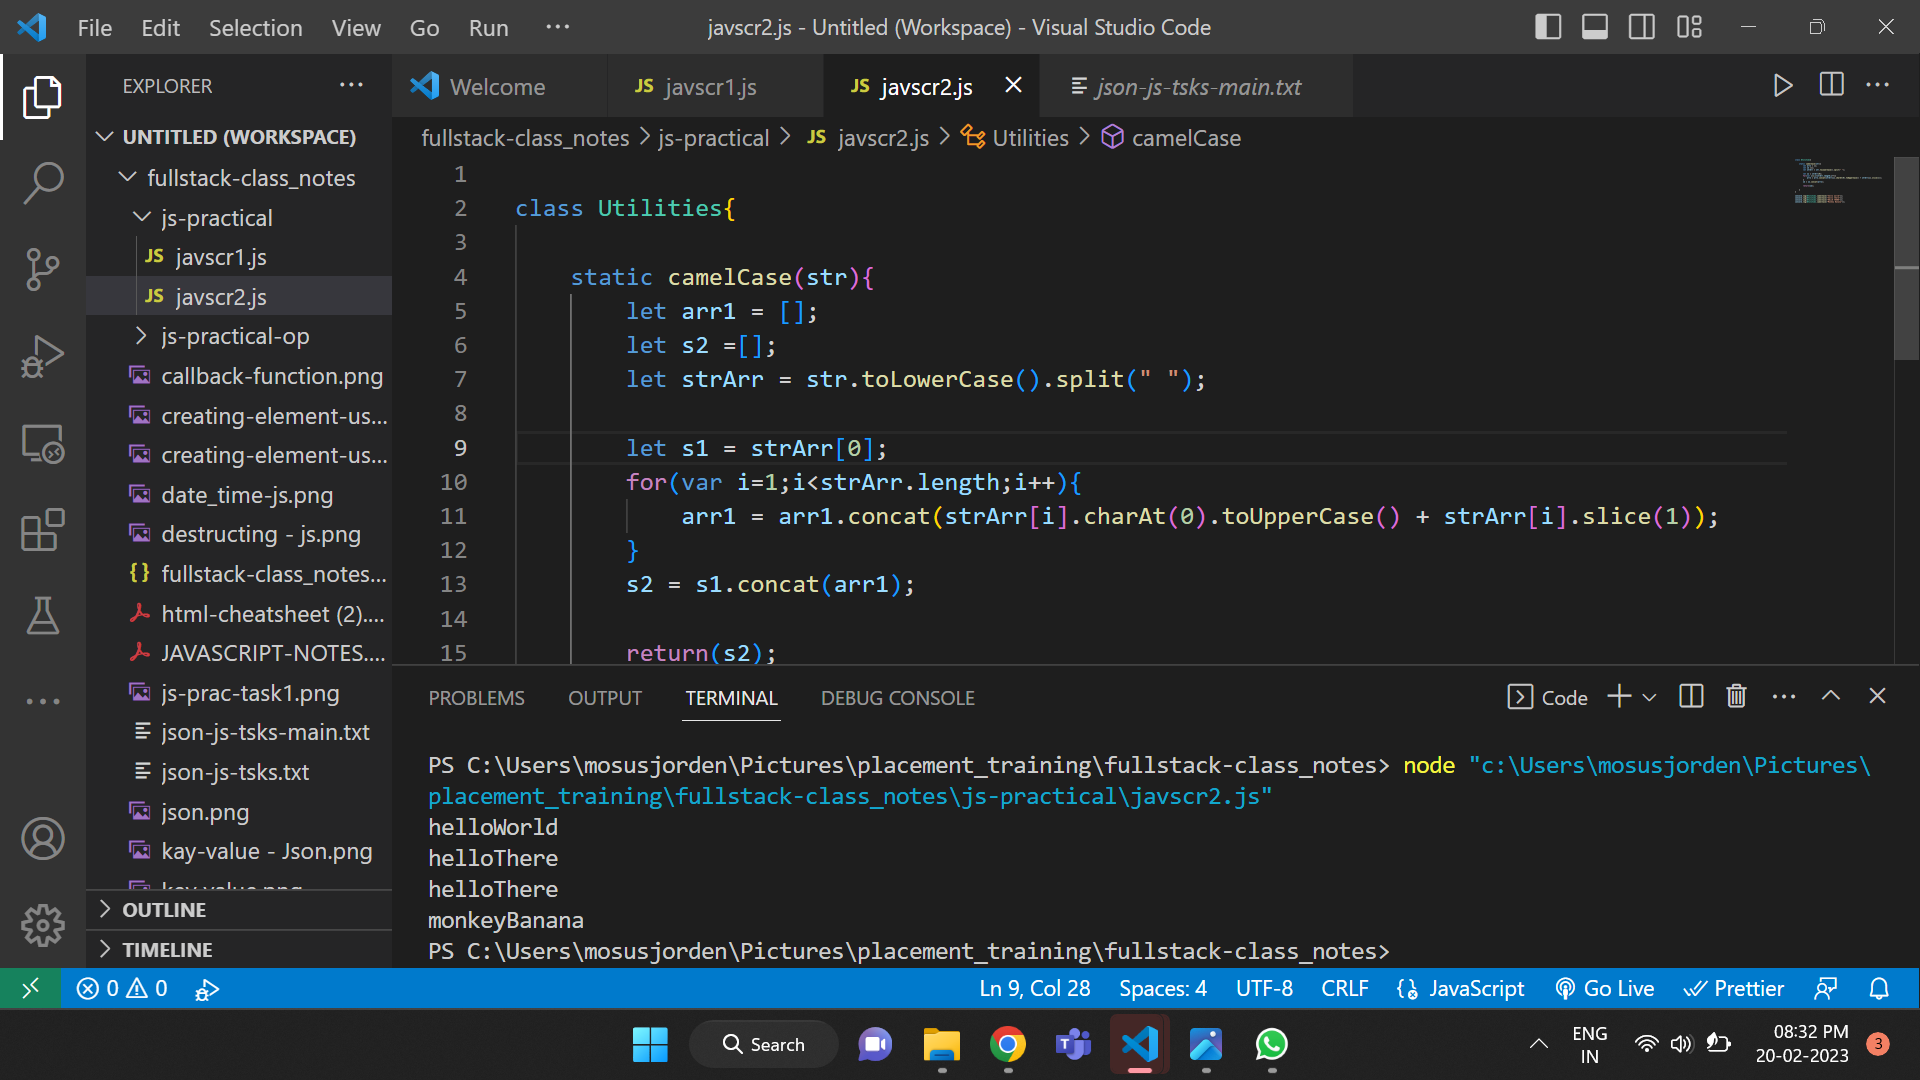 File Edit Selection View Go Run ···
javscr2.js - Untitled (Workspace) - Visual Studio Code
EXPLORER
Welcome
JS javscr1.js
JS javscr2.js
json-js-tsks-main.txt
fullstack-class_notes > js-practical > JS javscr2.js > Utilities > camelCase
UNTITLED (WORKSPACE)
fullstack-class_notes
js-practical
JS javscr1.js
JS javscr2.js
js-practical-op
callback-function.png
creating-element-us...
creating-element-us...
date_time-js.png
destructing - js.png
{} fullstack-class_notes...
html-cheatsheet (2)....
JAVASCRIPT-NOTES....
js-prac-task1.png
json-js-tsks-main.txt
json-js-tsks.txt
json.png
kay-value - Json.png
OUTLINE
TIMELINE
1
2 class Utilities{
3
4 static camelCase(str){
5 let arr1 = [];
6 let s2 =[];
7 let strArr = str.toLowerCase().split(" ");
8
9 let s1 = strArr[0];
10 for(var i=1;i<strArr.length;i++){
11 arr1 = arr1.concat(strArr[i].charAt(0).toUpperCase() + strArr[i].slice(1));
12 }
13 s2 = s1.concat(arr1);
14
15 return(s2);
PROBLEMS OUTPUT TERMINAL DEBUG CONSOLE
Code
PS C:\Users\mosusjorden\Pictures\placement_training\fullstack-class_notes> node "c:\Users\mosusjorden\Pictures\
placement_training\fullstack-class_notes\js-practical\javscr2.js"
helloWorld
helloThere
helloThere
monkeyBanana
PS C:\Users\mosusjorden\Pictures\placement_training\fullstack-class_notes>
0 0
Ln 9, Col 28 Spaces: 4 UTF-8 CRLF JavaScript Go Live Prettier
Search
ENG
IN
08:32 PM
20-02-2023
3